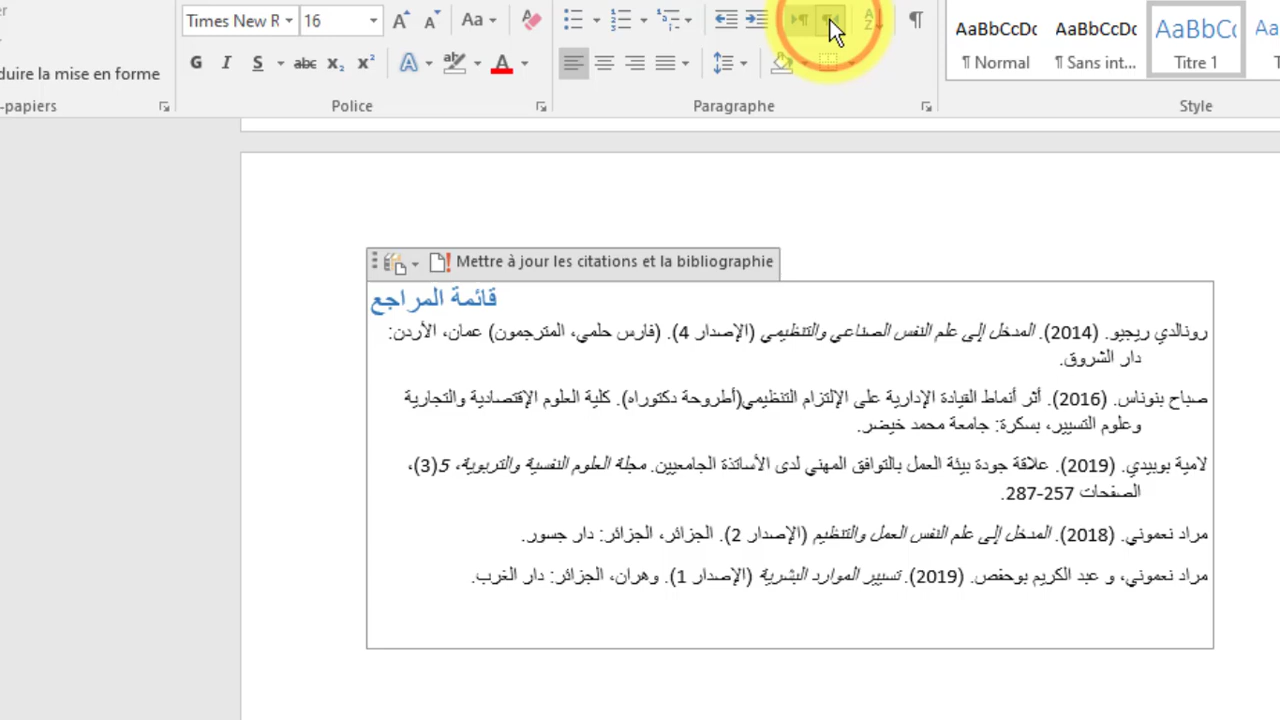 Times New R
16
Aa
AaBbCcDc
AaBbCcDc
AaBbC
¶ Normal
¶ Sans int...
Titre 1
duire la mise en forme
G I S abc x₂ x² A A
-papiers
Police
Paragraphe
Style
Mettre à jour les citations et la bibliographie
قائمة المراجع
رونالدي ريجيو. (2014). المدخل إلى علم النفس الصناعي والتنظيمي (الإصدار 4). (فارس حلمي، المترجمون) عمان، الأردن:
دار الشروق.
صباح بنوناس. (2016). أثر أنماط القيادة الإدارية على الإلتزام التنظيمي(أطروحة دكتوراه). كلية العلوم الإقتصادية والتجارية
وعلوم التسيير، بسكرة: جامعة محمد خيضر.
لامية بوبيدي. (2019). علاقة جودة بيئة العمل بالتوافق المهني لدى الأساتذة الجامعيين. مجلة العلوم النفسية والتربوية، 5(3)،
الصفحات 257-287.
مراد نعموني. (2018). المدخل إلى علم النفس العمل والتنظيم (الإصدار 2). الجزائر، الجزائر: دار جسور.
مراد نعموني، و عبد الكريم بوحفص. (2019). تسيير الموارد البشرية (الإصدار 1). وهران، الجزائر: دار الغرب.